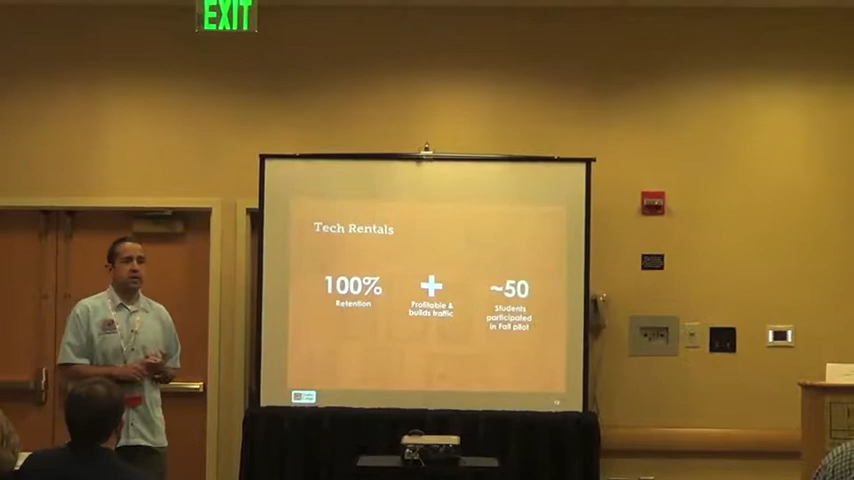 EXIT
Tech Rentals
100%
Retention
+
Profitable &
builds traffic
~50
Students
participated
in Fall pilot